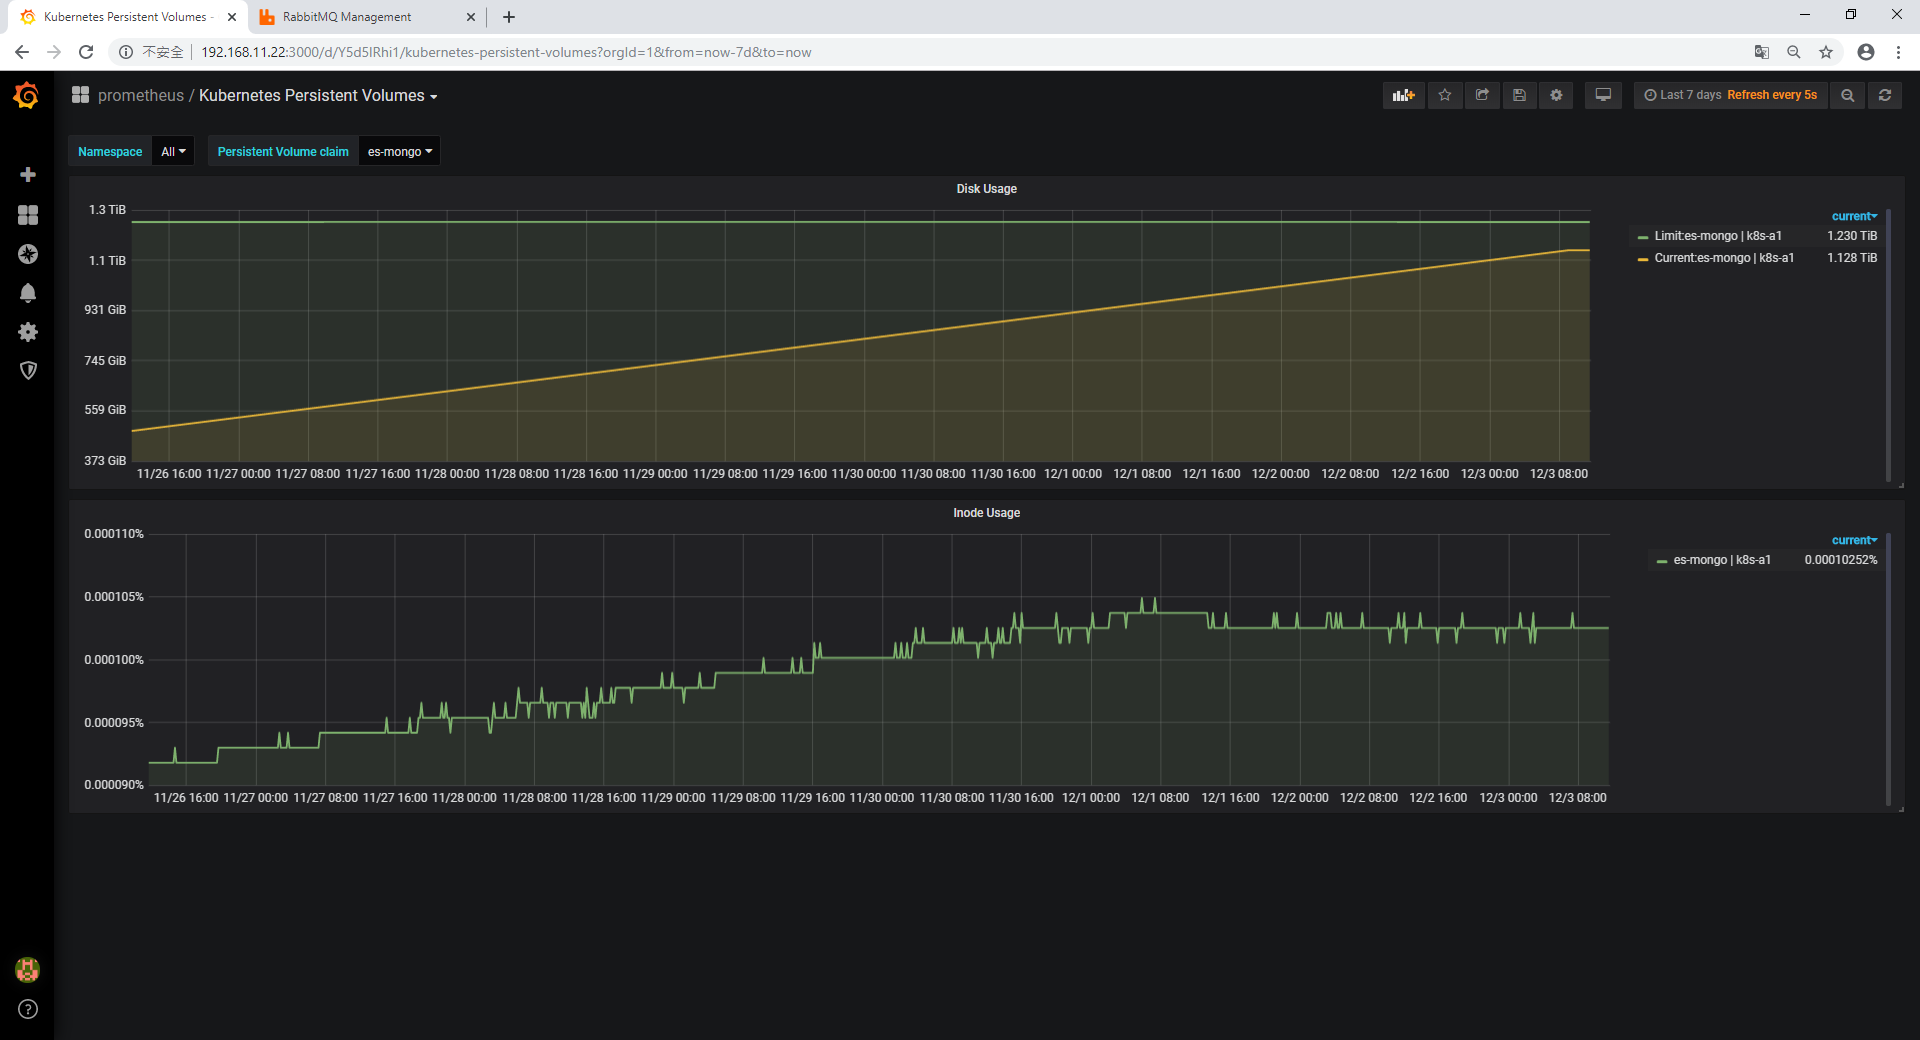 Kubernetes Persistent Volumes -
RabbitMQ Management
不安全
192.168.11.22:3000/d/Y5d5lRhi1/kubernetes-persistent-volumes?orgId=1&from=now-7d&to=now
prometheus / Kubernetes Persistent Volumes
Last 7 days Refresh every 5s
Namespace All
Persistent Volume claim es-mongo
Disk Usage
1.3 TiB
1.1 TiB
931 GiB
745 GiB
559 GiB
373 GiB
11/26 16:00 11/27 00:00 11/27 08:00 11/27 16:00 11/28 00:00 11/28 08:00 11/28 16:00 11/29 00:00 11/29 08:00 11/29 16:00 11/30 00:00 11/30 08:00 11/30 16:00 12/1 00:00 12/1 08:00 12/1 16:00 12/2 00:00 12/2 08:00 12/2 16:00 12/3 00:00 12/3 08:00
current
Limit:es-mongo | k8s-a1 1.230 TiB
Current:es-mongo | k8s-a1 1.128 TiB
Inode Usage
0.000110%
0.000105%
0.000100%
0.000095%
0.000090%
11/26 16:00 11/27 00:00 11/27 08:00 11/27 16:00 11/28 00:00 11/28 08:00 11/28 16:00 11/29 00:00 11/29 08:00 11/29 16:00 11/30 00:00 11/30 08:00 11/30 16:00 12/1 00:00 12/1 08:00 12/1 16:00 12/2 00:00 12/2 08:00 12/2 16:00 12/3 00:00 12/3 08:00
current
es-mongo | k8s-a1 0.00010252%